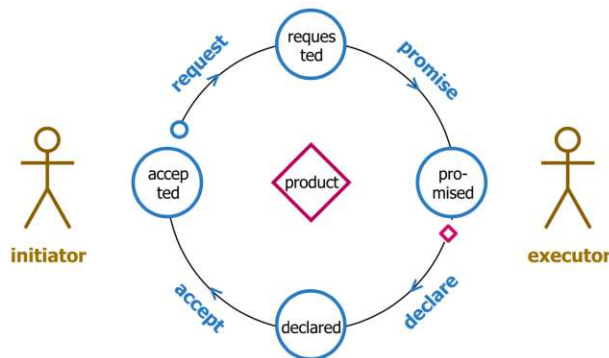 reques
ted
request
promise
accep
ted
product
pro-
mised
initiator
executor
accept
declared
declare